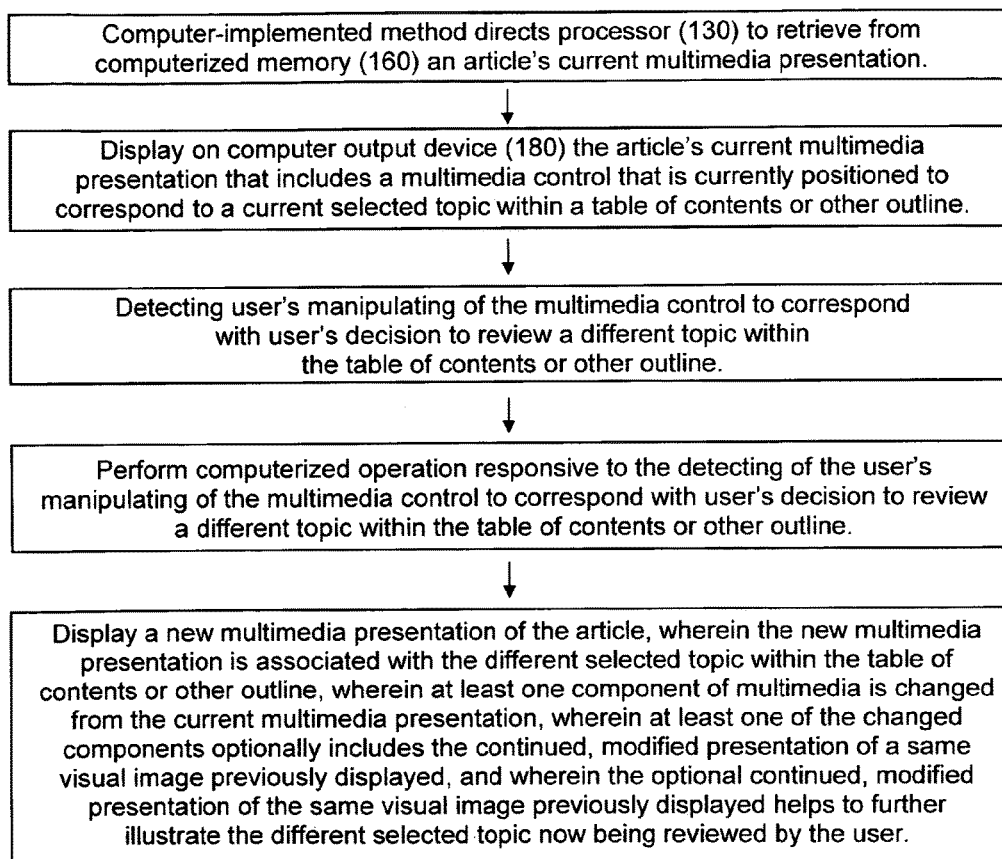 Computer-implemented method directs processor (130) to retrieve from
computerized memory (160) an article's current multimedia presentation.
Display on computer output device (180) the article's current multimedia
presentation that includes a multimedia control that is currently positioned to
correspond to a current selected topic within a table of contents or other outline.
Detecting user's manipulating of the multimedia control to correspond
with user's decision to review a different topic within
the table of contents or other outline.
Perform computerized operation responsive to the detecting of the user's
manipulating of the multimedia control to correspond with user's decision to review
a different topic within the table of contents or other outline.
Display a new multimedia presentation of the article, wherein the new multimedia
presentation is associated with the different selected topic within the table of
contents or other outline, wherein at least one component of multimedia is changed
from the current multimedia presentation, wherein at least one of the changed
components optionally includes the continued, modified presentation of a same
visual image previously displayed, and wherein the optional continued, modified
presentation of the same visual image previously displayed helps to further
illustrate the different selected topic now being reviewed by the user.